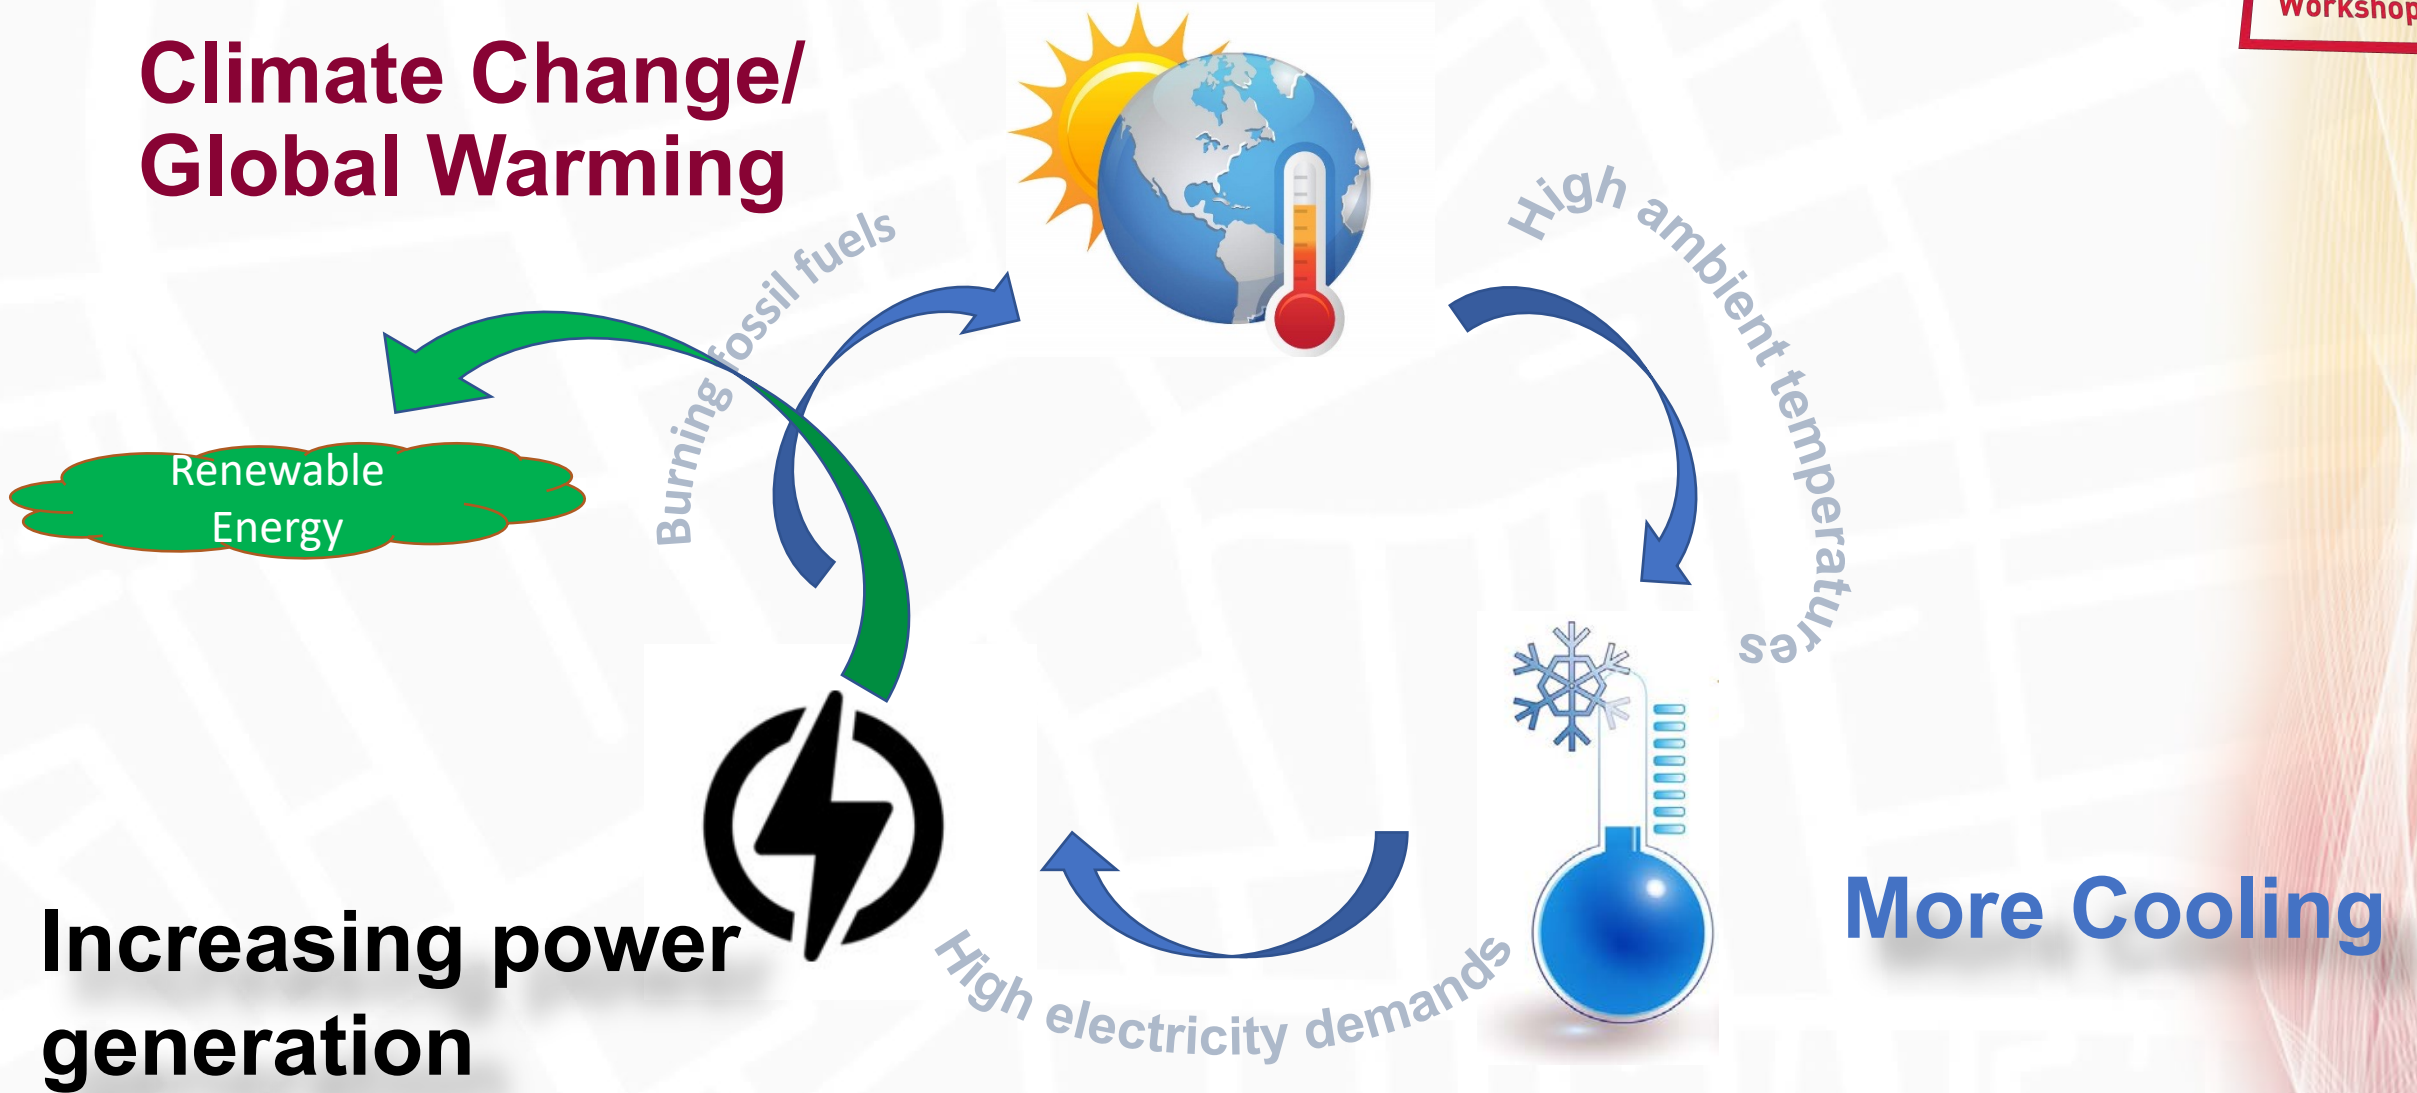 Workshop
Climate Change/
Global Warming
Burning fossil fuels
High ambient temperatures
Renewable
Energy
More Cooling
Increasing power
generation
High electricity demands